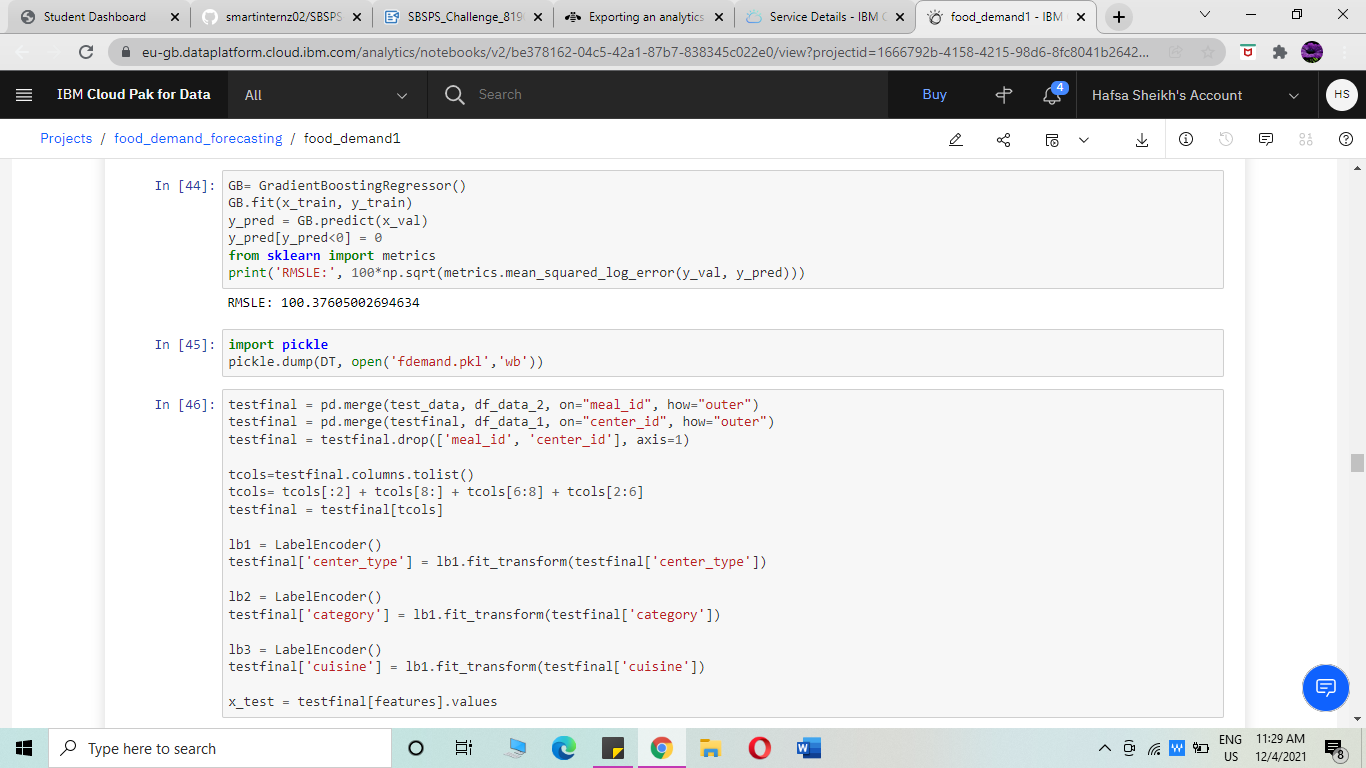 Student Dashboard
smartinternz02/SBSPS
SBSPS_Challenge_819
Exporting an analytics
Service Details - IBM C
food_demand1 - IBM
eu-gb.dataplatform.cloud.ibm.com/analytics/notebooks/v2/be378162-04c5-42a1-87b7-838345c022e0/view?projectid=1666792b-4158-4215-98d6-8fc8041b2642...
IBM Cloud Pak for Data
All
Search
Buy
4
Hafsa Sheikh's Account
HS
Projects / food_demand_forecasting / food_demand1
In [44]:
GB= GradientBoostingRegressor()
GB.fit(x_train, y_train)
y_pred = GB.predict(x_val)
y_pred[y_pred<0] = 0
from sklearn import metrics
print('RMSLE:', 100*np.sqrt(metrics.mean_squared_log_error(y_val, y_pred)))
RMSLE: 100.37605002694634
In [45]:
import pickle
pickle.dump(DT, open('fdemand.pkl','wb'))
In [46]:
testfinal = pd.merge(test_data, df_data_2, on="meal_id", how="outer")
testfinal = pd.merge(testfinal, df_data_1, on="center_id", how="outer")
testfinal = testfinal.drop(['meal_id', 'center_id'], axis=1)
tcols=testfinal.columns.tolist()
tcols= tcols[:2] + tcols[8:] + tcols[6:8] + tcols[2:6]
testfinal = testfinal[tcols]
lb1 = LabelEncoder()
testfinal['center_type'] = lb1.fit_transform(testfinal['center_type'])
lb2 = LabelEncoder()
testfinal['category'] = lb1.fit_transform(testfinal['category'])
lb3 = LabelEncoder()
testfinal['cuisine'] = lb1.fit_transform(testfinal['cuisine'])
x_test = testfinal[features].values
Type here to search
ENG
US
11:29 AM
12/4/2021
8